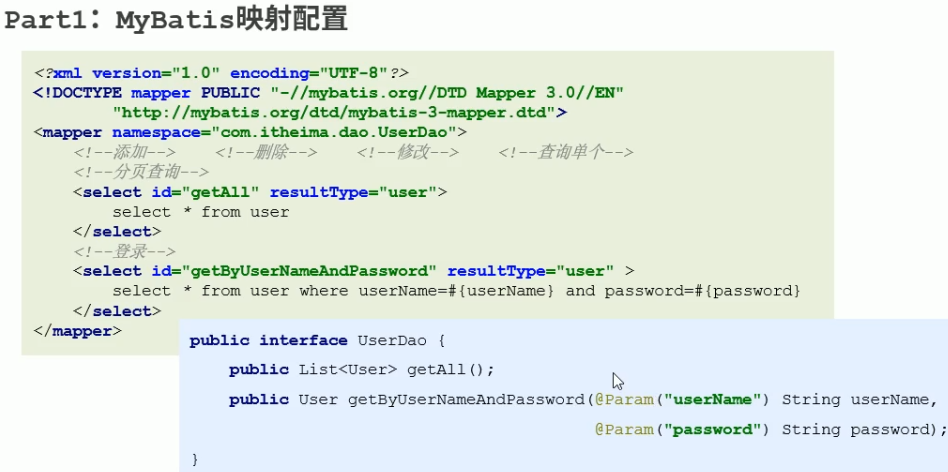 Part1：MyBatis映射配置
<?xml version="1.0" encoding="UTF-8"?>
<!DOCTYPE mapper PUBLIC "-//mybatis.org//DTD Mapper 3.0//EN"
"http://mybatis.org/dtd/mybatis-3-mapper.dtd">
<mapper namespace="com.itheima.dao.UserDao">
<!--添加--> <!--删除--> <!--修改--> <!--查询单个-->
<!--分页查询-->
<select id="getAll" resultType="user">
select * from user
</select>
<!--登录-->
<select id="getByUserNameAndPassword" resultType="user" >
select * from user where userName=#{userName} and password=#{password}
</select>
</mapper>
public interface UserDao {
public List<User> getAll();
public User getByUserNameAndPassword(@Param("userName") String userName,
@Param("password") String password);
}